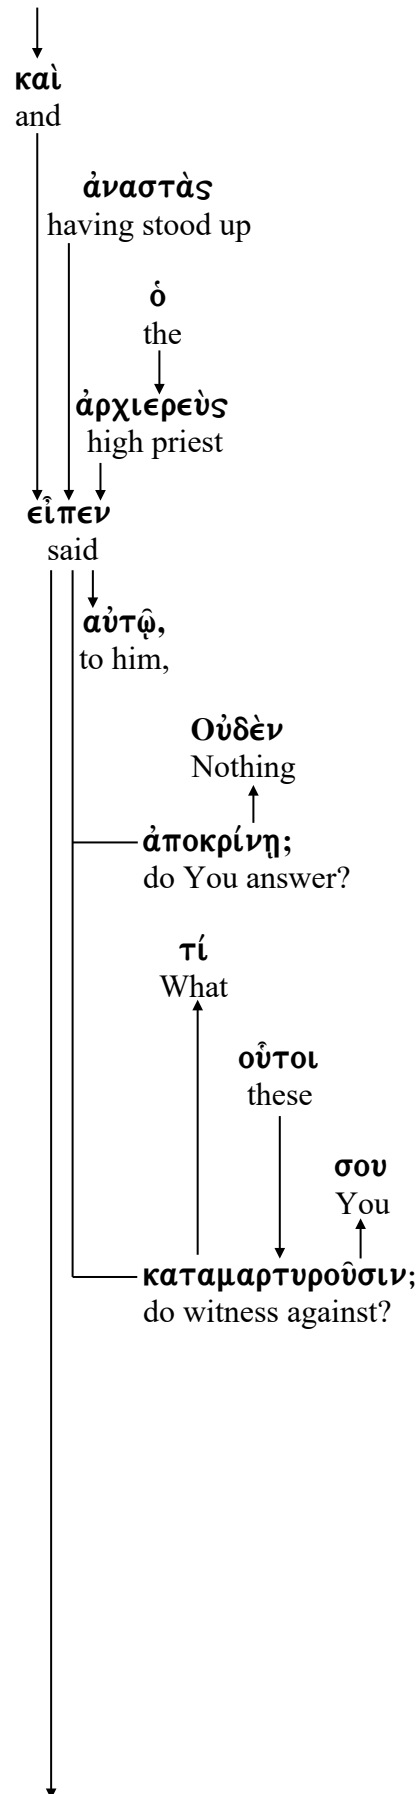 καὶ
and
ἀναστὰς
having stood up
ὁ
the
ἀρχιερεὺς
high priest
εἶπεν
said
αὐτῷ,
to him,
Οὐδὲν
Nothing
ἀποκρίνῃ;
do You answer?
τί
What
οὗτοι
these
σου
You
καταμαρτυροῦσιν;
do witness against?